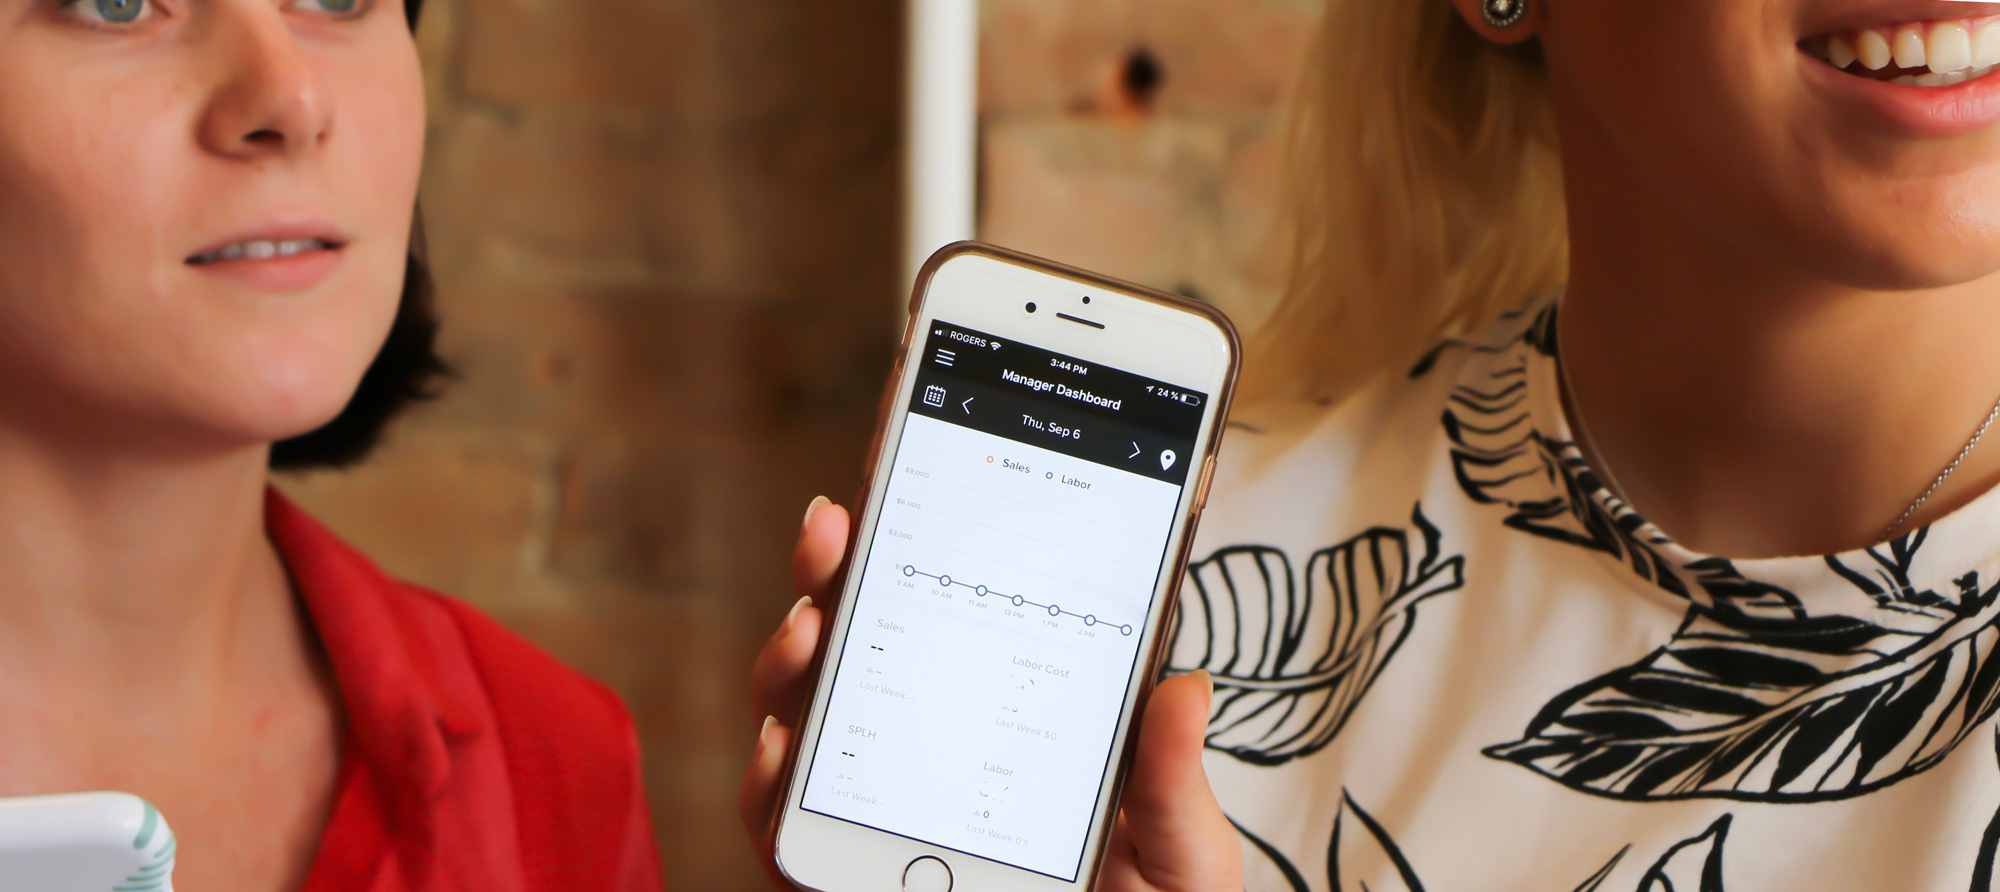 ROGERS 3:44 PM 24 %
Manager Dashboard
Thu, Sep 6
Sales Labor
$9,000
$6,000
$3,000
$0
9 AM 10 AM 11 AM 12 PM 1 PM 2 PM
Sales
--
--
Last Week --
Labor Cost
Last Week $0
SPLH
--
--
Last Week --
Labor
0
Last Week 0%